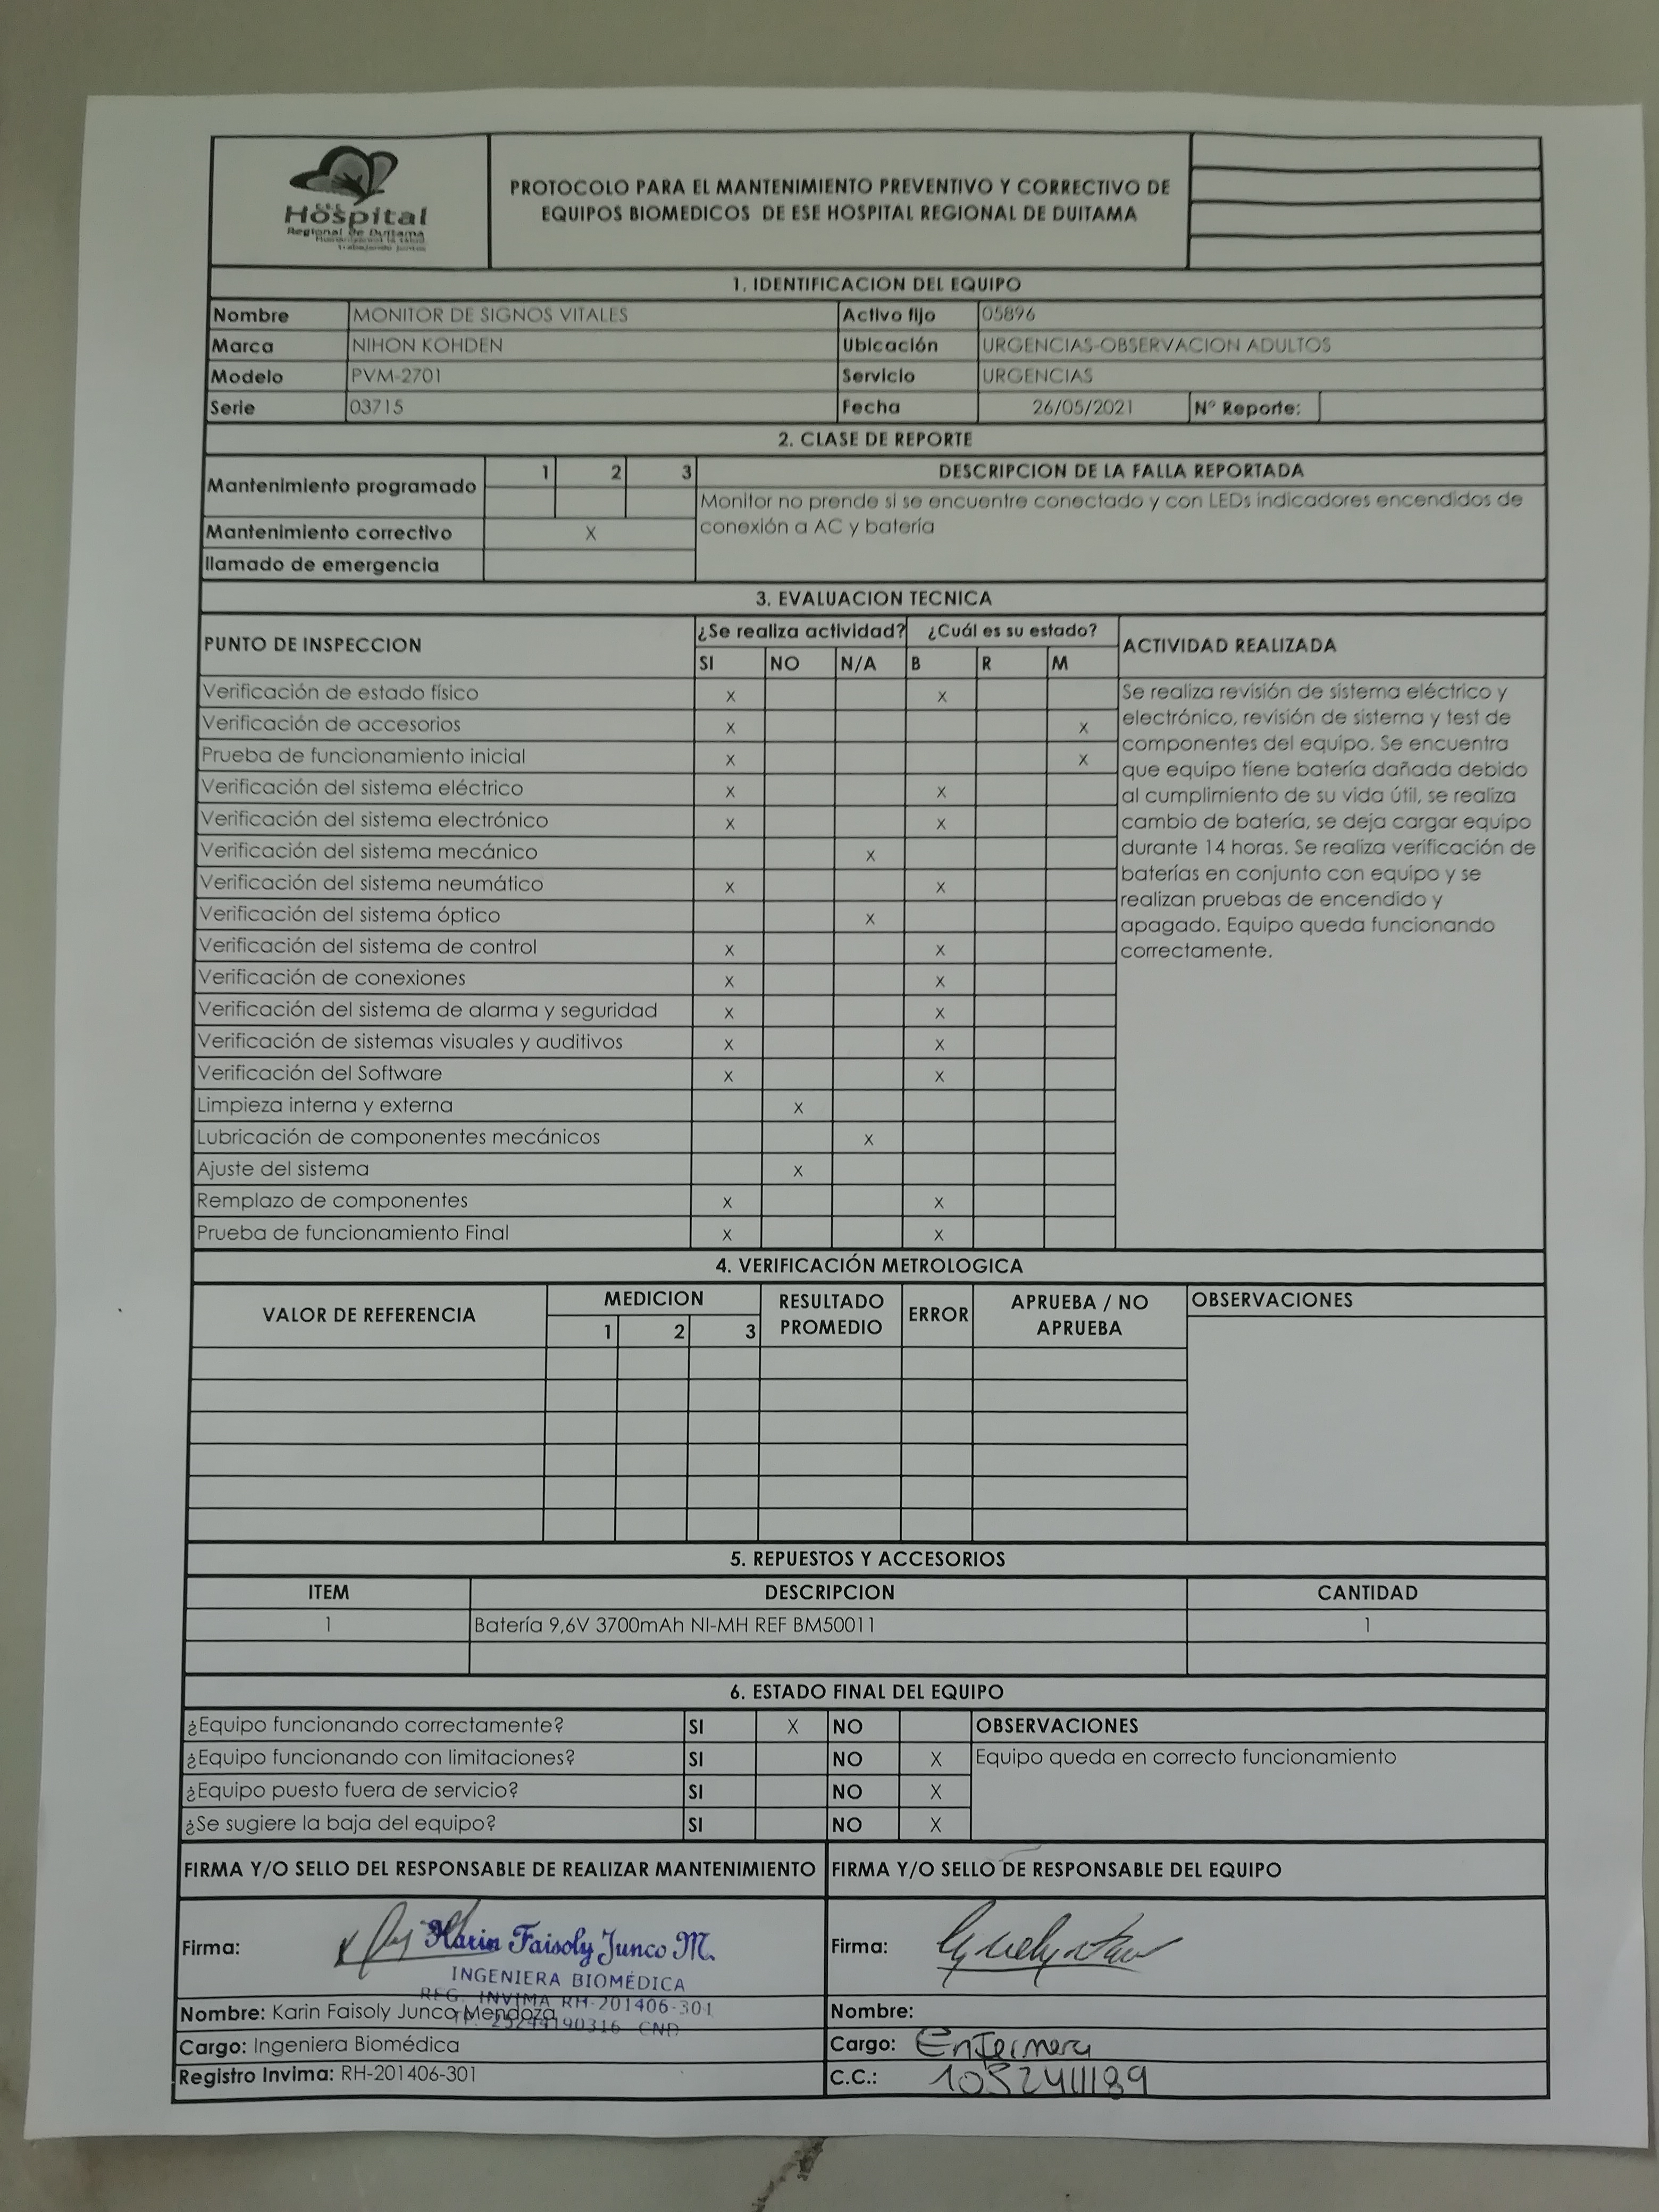 E.S.E.
Hospital
Regional de Duitama
PROTOCOLO PARA EL MANTENIMIENTO PREVENTIVO Y CORRECTIVO DE
EQUIPOS BIOMEDICOS DE ESE HOSPITAL REGIONAL DE DUITAMA
1. IDENTIFICACION DEL EQUIPO
Nombre MONITOR DE SIGNOS VITALES Activo fijo 05896
Marca NIHON KOHDEN Ubicación URGENCIAS-OBSERVACION ADULTOS
Modelo PVM-2701 Servicio URGENCIAS
Serie 03715 Fecha 26/05/2021 N° Reporte:
2. CLASE DE REPORTE
Mantenimiento programado 1 2 3 DESCRIPCION DE LA FALLA REPORTADA
Monitor no prende si se encuentre conectado y con LEDs indicadores encendidos de
conexión a AC y batería
Mantenimiento correctivo X
llamado de emergencia
3. EVALUACION TECNICA
PUNTO DE INSPECCION ¿Se realiza actividad? ¿Cuál es su estado? ACTIVIDAD REALIZADA
SI NO N/A B R M
Verificación de estado físico X X
Verificación de accesorios X X
Prueba de funcionamiento inicial X X
Verificación del sistema eléctrico X X
Verificación del sistema electrónico X X
Verificación del sistema mecánico X
Verificación del sistema neumático X X
Verificación del sistema óptico X
Verificación del sistema de control X X
Verificación de conexiones X X
Verificación del sistema de alarma y seguridad X X
Verificación de sistemas visuales y auditivos X X
Verificación del Software X X
Limpieza interna y externa X
Lubricación de componentes mecánicos X
Ajuste del sistema X
Remplazo de componentes X X
Prueba de funcionamiento Final X X
Se realiza revisión de sistema eléctrico y
electrónico, revisión de sistema y test de
componentes del equipo. Se encuentra
que equipo tiene batería dañada debido
al cumplimiento de su vida útil, se realiza
cambio de batería, se deja cargar equipo
durante 14 horas. Se realiza verificación de
baterías en conjunto con equipo y se
realizan pruebas de encendido y
apagado. Equipo queda funcionando
correctamente.
4. VERIFICACIÓN METROLOGICA
VALOR DE REFERENCIA MEDICION RESULTADO PROMEDIO ERROR APRUEBA / NO APRUEBA OBSERVACIONES
1 2 3
5. REPUESTOS Y ACCESORIOS
ITEM DESCRIPCION CANTIDAD
1 Batería 9,6V 3700mAh NI-MH REF BM50011 1
6. ESTADO FINAL DEL EQUIPO
¿Equipo funcionando correctamente? SI X NO OBSERVACIONES
¿Equipo funcionando con limitaciones? SI NO X Equipo queda en correcto funcionamiento
¿Equipo puesto fuera de servicio? SI NO X
¿Se sugiere la baja del equipo? SI NO X
FIRMA Y/O SELLO DEL RESPONSABLE DE REALIZAR MANTENIMIENTO FIRMA Y/O SELLO DE RESPONSABLE DEL EQUIPO
Firma: Karin Faisoly Junco M. Firma:
INGENIERA BIOMÉDICA
REG. INVIMA RH-201406-301
Nombre: Karin Faisoly Junco Mendoza Nombre:
Cargo: Ingeniera Biomédica Cargo: Enfermera
Registro Invima: RH-201406-301 C.C.: 1052411189